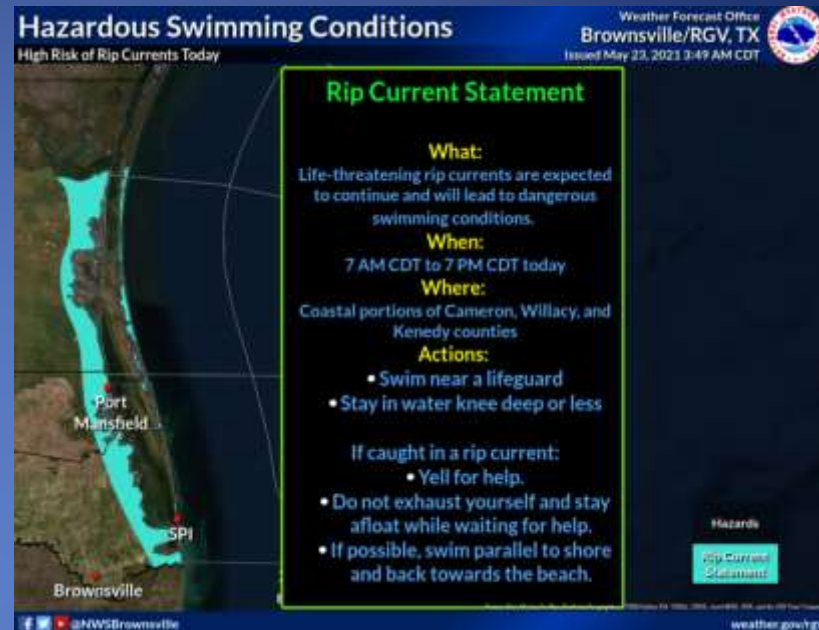 Hazardous Swimming Conditions
High Risk of Rip Currents Today
Weather Forecast Office
Brownsville/RGV, TX
Issued May 23, 2021 3:49 AM CDT
Rip Current Statement
What:
Life-threatening rip currents are expected
to continue and will lead to dangerous
swimming conditions.
When:
7 AM CDT to 7 PM CDT today
Where:
Coastal portions of Cameron, Willacy, and
Kenedy counties
Actions:
• Swim near a lifeguard
• Stay in water knee deep or less
If caught in a rip current:
• Yell for help.
• Do not exhaust yourself and stay
afloat while waiting for help.
• If possible, swim parallel to shore
and back towards the beach.
Port
Mansfield
SPI
Brownsville
Hazards
Rip Current
Statement
@NWSBrownsville
weather.gov/rgv